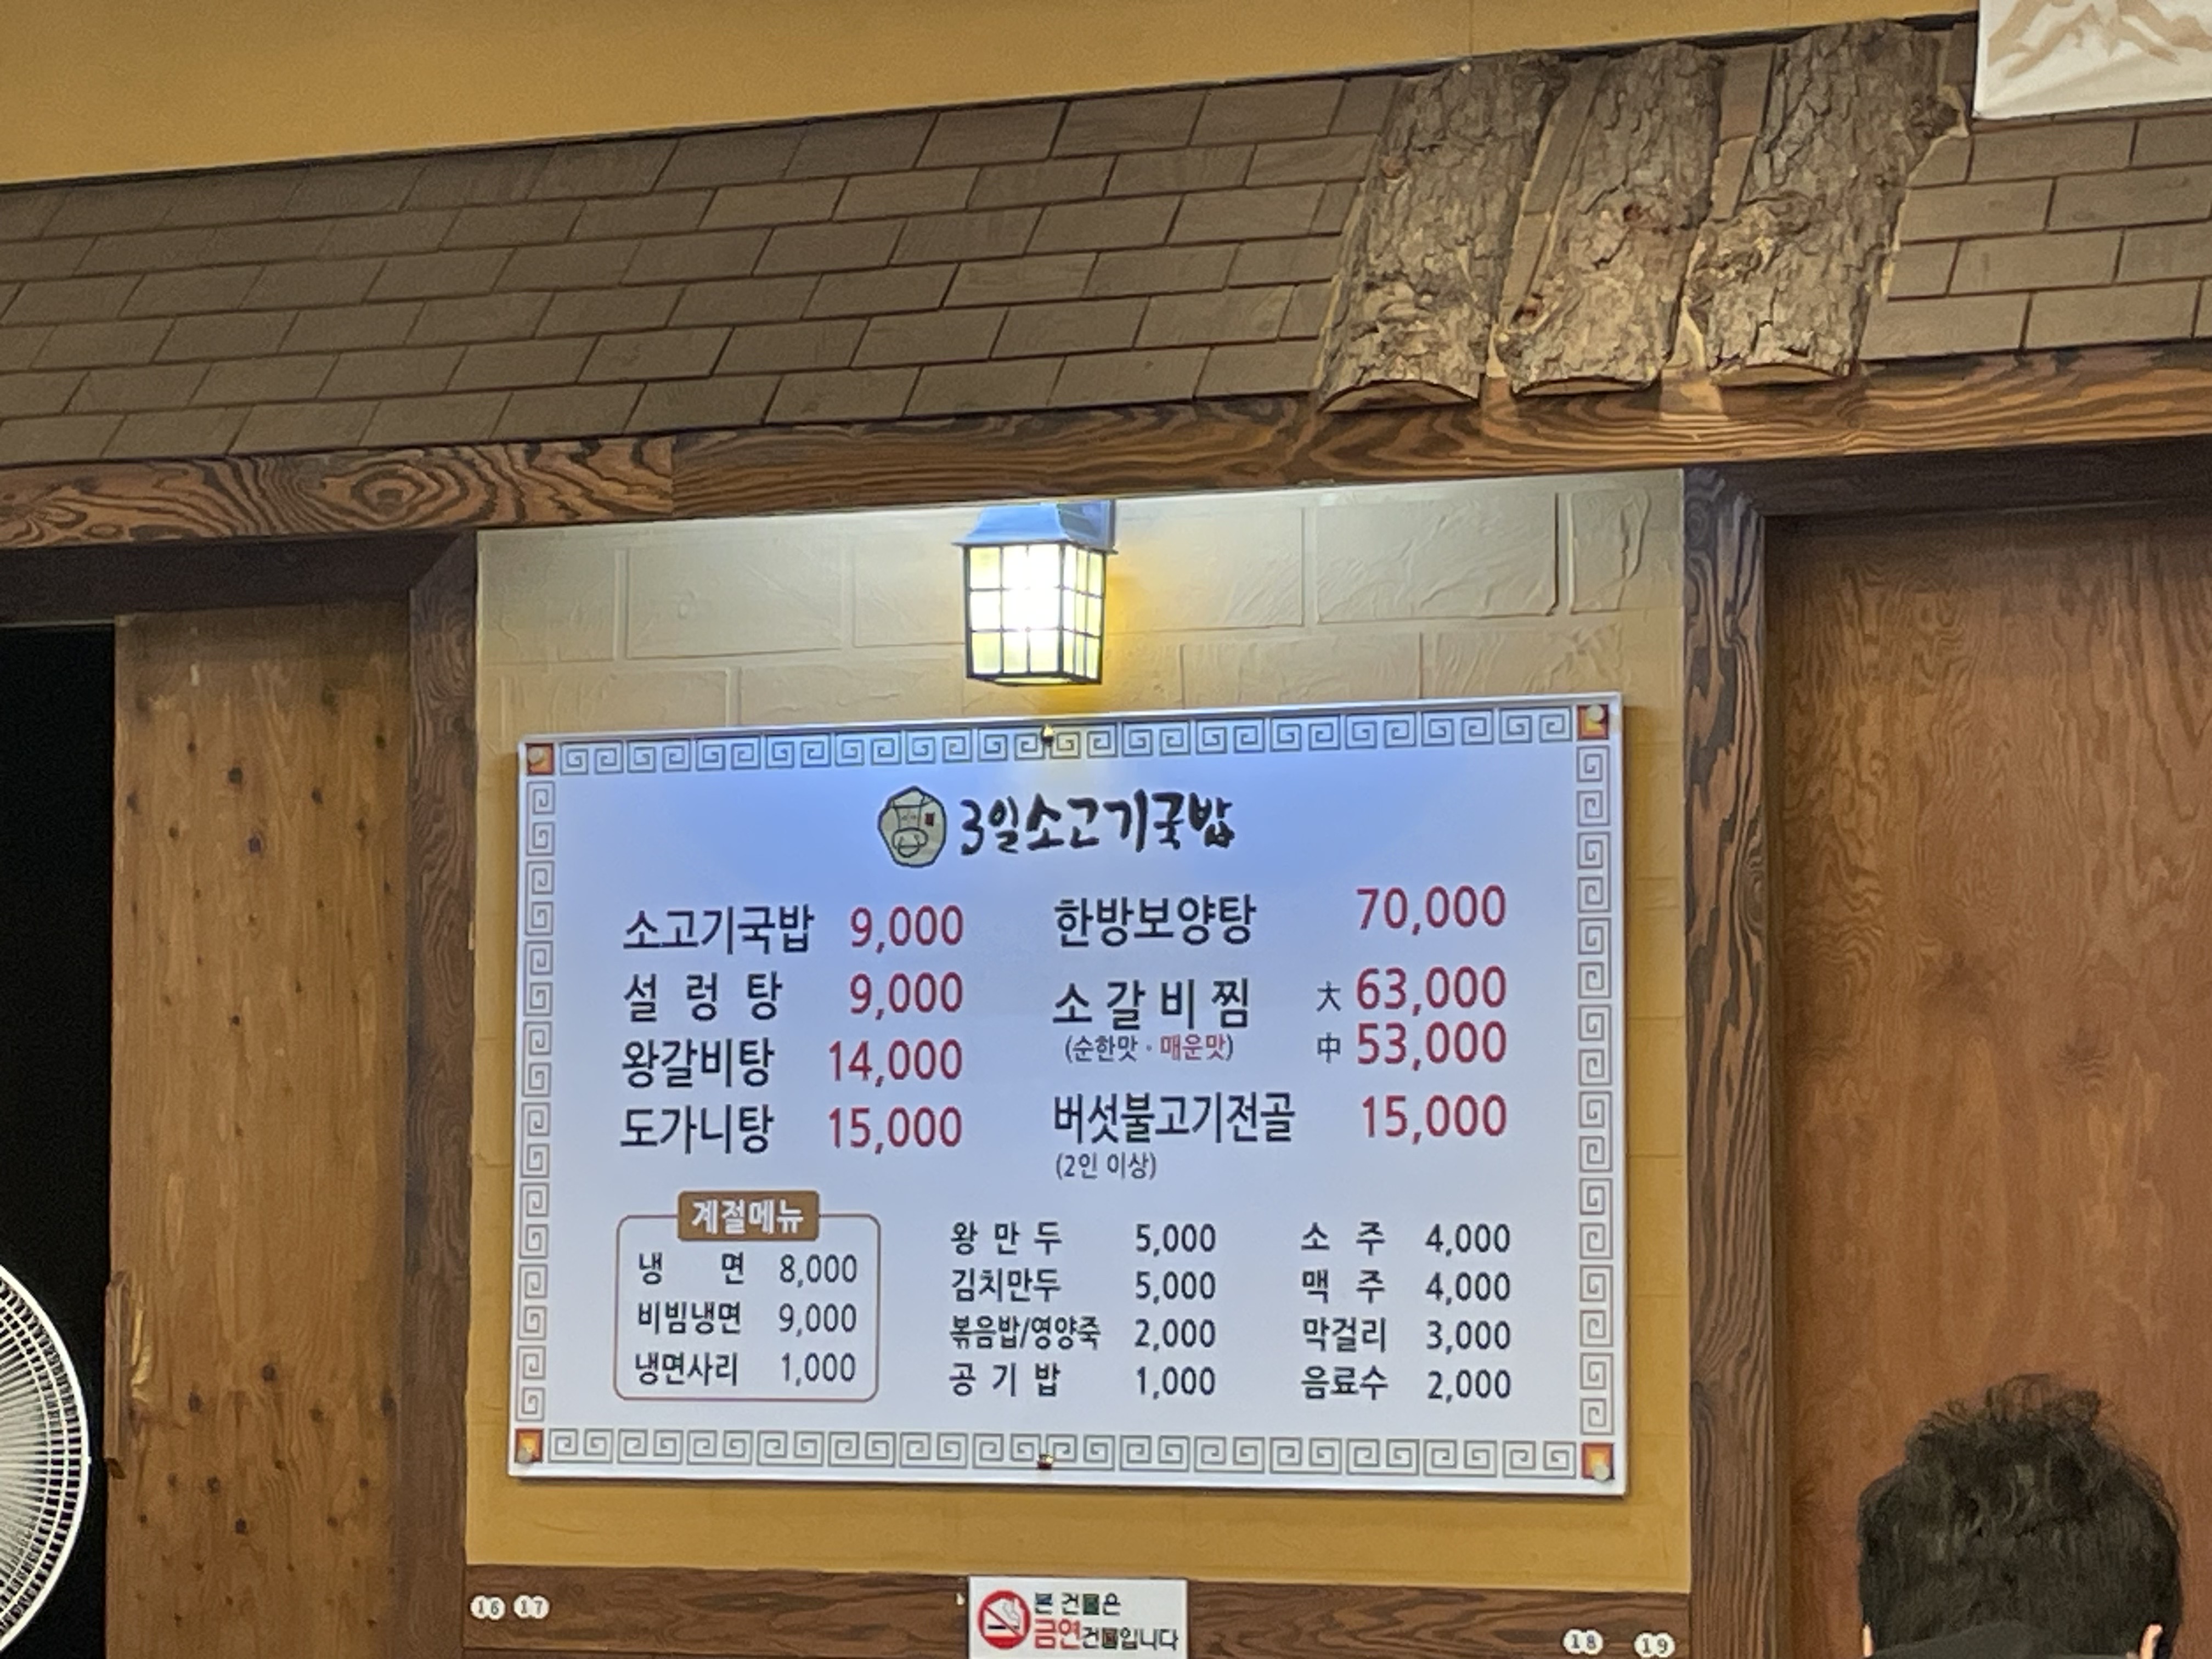 3일소고기국밥
소고기국밥 9,000
설렁탕 9,000
왕갈비탕 14,000
도가니탕 15,000
한방보양탕 70,000
소갈비찜 大 63,000
(순한맛·매운맛) 中 53,000
버섯불고기전골 15,000
(2인 이상)
계절메뉴
냉면 8,000
비빔냉면 9,000
냉면사리 1,000
왕만두 5,000
김치만두 5,000
볶음밥/영양죽 2,000
공기밥 1,000
소주 4,000
맥주 4,000
막걸리 3,000
음료수 2,000
16 17
본 건물은
금연건물입니다
18 19